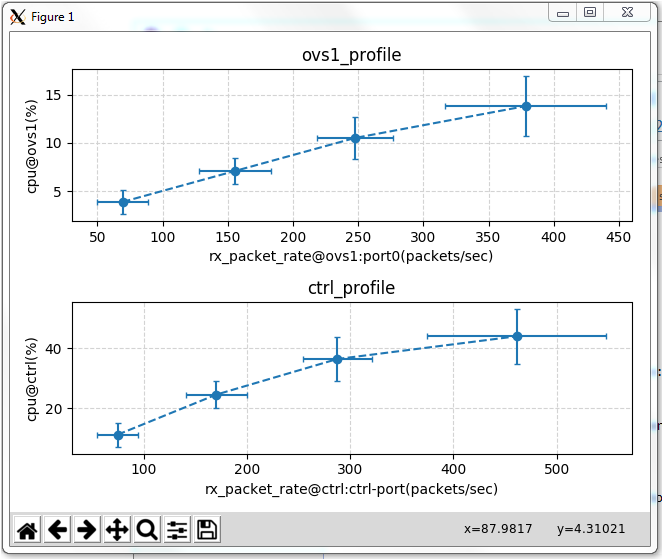 Figure 1
ovs1_profile
cpu@ovs1(%)
15
10
5
50 100 150 200 250 300 350 400 450
rx_packet_rate@ovs1:port0(packets/sec)
ctrl_profile
cpu@ctrl(%)
40
20
100 200 300 400 500
rx_packet_rate@ctrl:ctrl-port(packets/sec)
x=87.9817 y=4.31021